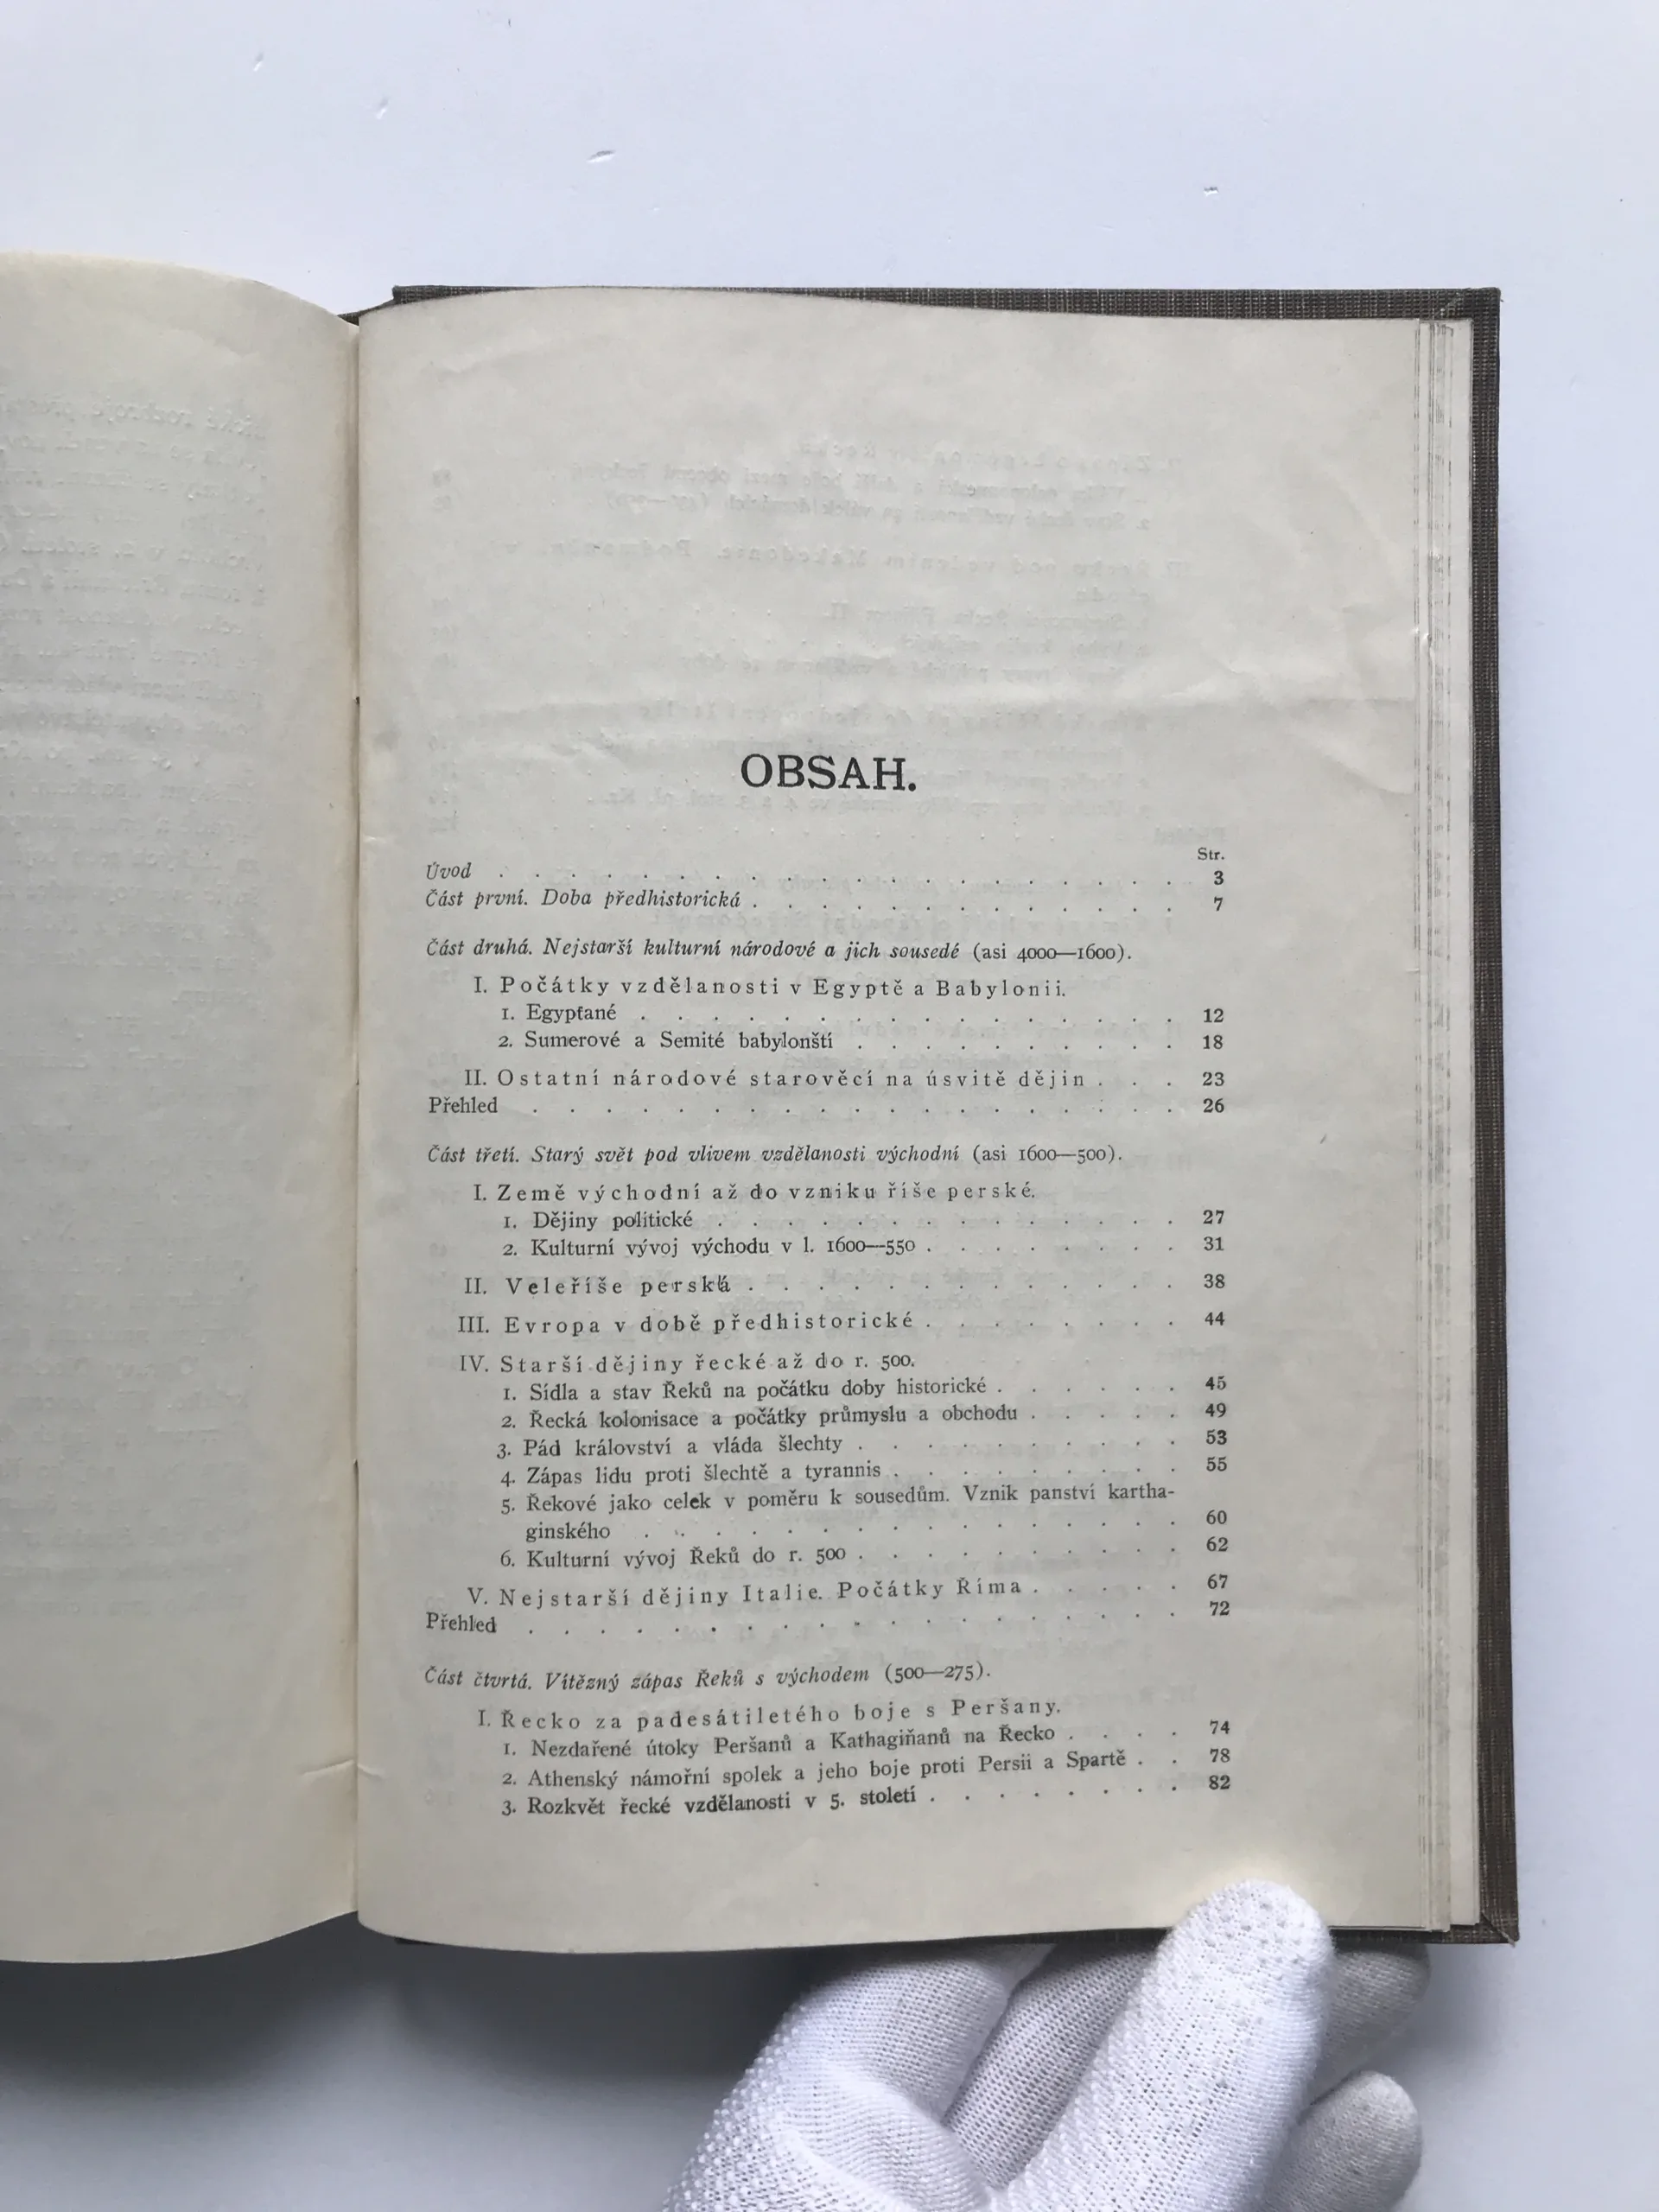 OBSAH.
Str.
Úvod . . . . . . . . . . . . . . . . . . . . 3
Část první. Doba předhistorická . . . . . . . . . . . . . 7
Část druhá. Nejstarší kulturní národové a jich sousedé (asi 4000—1600).
I. Počátky vzdělanosti v Egyptě a Babylonii.
1. Egypťané . . . . . . . . . . . . . . . . 12
2. Sumerové a Semité babylonští . . . . . . . . . . 18
II. Ostatní národové starověcí na úsvitě dějin . . . 23
Přehled . . . . . . . . . . . . . . . . . . . 26
Část třetí. Starý svět pod vlivem vzdělanosti východní (asi 1600—500).
I. Země východní až do vzniku říše perské.
1. Dějiny politické . . . . . . . . . . . . . . 27
2. Kulturní vývoj východu v l. 1600—550 . . . . . . . . 31
II. Veleříše perská . . . . . . . . . . . . . 38
III. Evropa v době předhistorické . . . . . . . . 44
IV. Starší dějiny řecké až do r. 500.
1. Sídla a stav Řeků na počátku doby historické . . . . . . 45
2. Řecká kolonisace a počátky průmyslu a obchodu . . . . . 49
3. Pád království a vláda šlechty . . . . . . . . . . 53
4. Zápas lidu proti šlechtě a tyrannis . . . . . . . . . 55
5. Řekové jako celek v poměru k sousedům. Vznik panství kartha-
ginského . . . . . . . . . . . . . . . . 60
6. Kulturní vývoj Řeků do r. 500 . . . . . . . . . . 62
V. Nejstarší dějiny Italie. Počátky Říma . . . . . 67
Přehled . . . . . . . . . . . . . . . . . . . 72
Část čtvrtá. Vítězný zápas Řeků s východem (500—275).
I. Řecko za padesátiletého boje s Peršany.
1. Nezdařené útoky Peršanů a Kathagiňanů na Řecko . . . . 74
2. Athenský námořní spolek a jeho boje proti Persii a Spartě . . 78
3. Rozkvět řecké vzdělanosti v 5. století . . . . . . . . 82